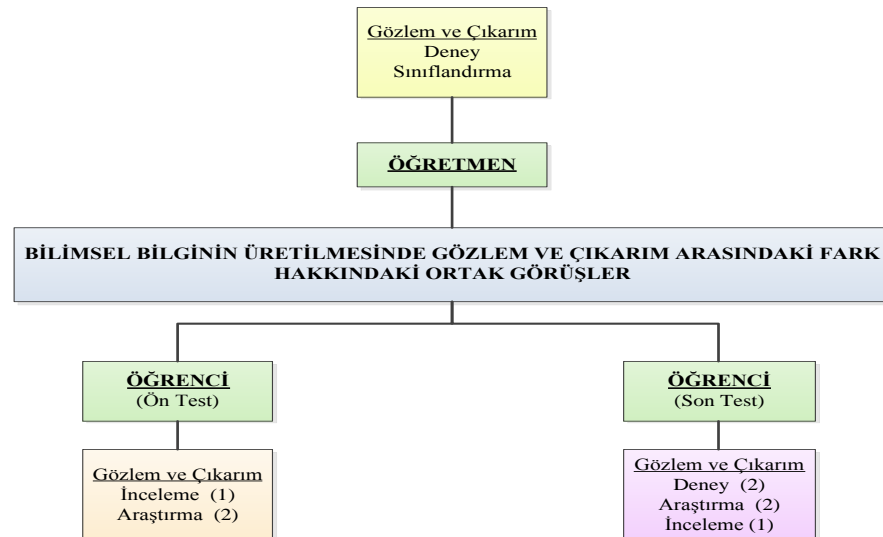 Gözlem ve Çıkarım
Deney
Sınıflandırma
ÖĞRETMEN
BİLİMSEL BİLGİNİN ÜRETİLMESİNDE GÖZLEM VE ÇIKARIM ARASINDAKİ FARK
HAKKINDAKİ ORTAK GÖRÜŞLER
ÖĞRENCİ
(Ön Test)
ÖĞRENCİ
(Son Test)
Gözlem ve Çıkarım
İnceleme (1)
Araştırma (2)
Gözlem ve Çıkarım
Deney (2)
Araştırma (2)
İnceleme (1)